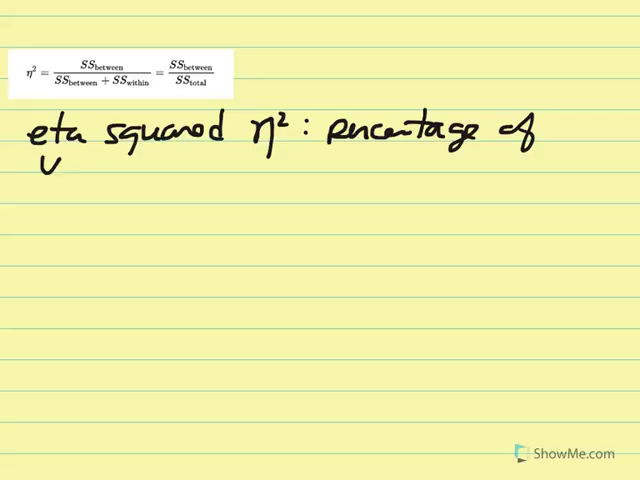 η² = SS_between / (SS_between + SS_within) = SS_between / SS_total
eta squared η² : percentage of
V
ShowMe.com